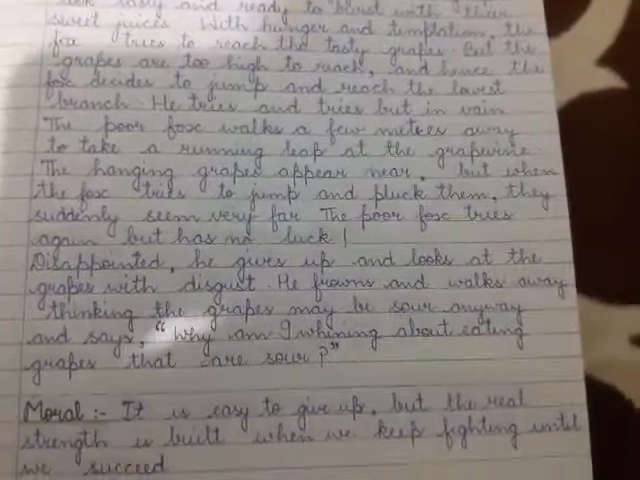 look tasty and ready to burst with their
sweet juices. With hunger and temptation, the
fox tries to reach the tasty grapes. But the
grapes are too high to reach, and hence the
fox decides to jump and reach the lowest
branch. He tries and tries but in vain
The poor fox walks a few meters away
to take a running leap at the grapevine.
The hanging grapes appear near, but when
the fox tries to jump and pluck them, they
suddenly seem very far The poor fox tries
again but has no luck!
Disappointed, he gives up and looks at the
grapes with disgust. He frowns and walks away
thinking the grapes may be sour anyway
and says, "Why am I whining about eating
grapes that are sour?"
Moral :- It is easy to give up, but the real
strength is built when we keep fighting until
we succeed